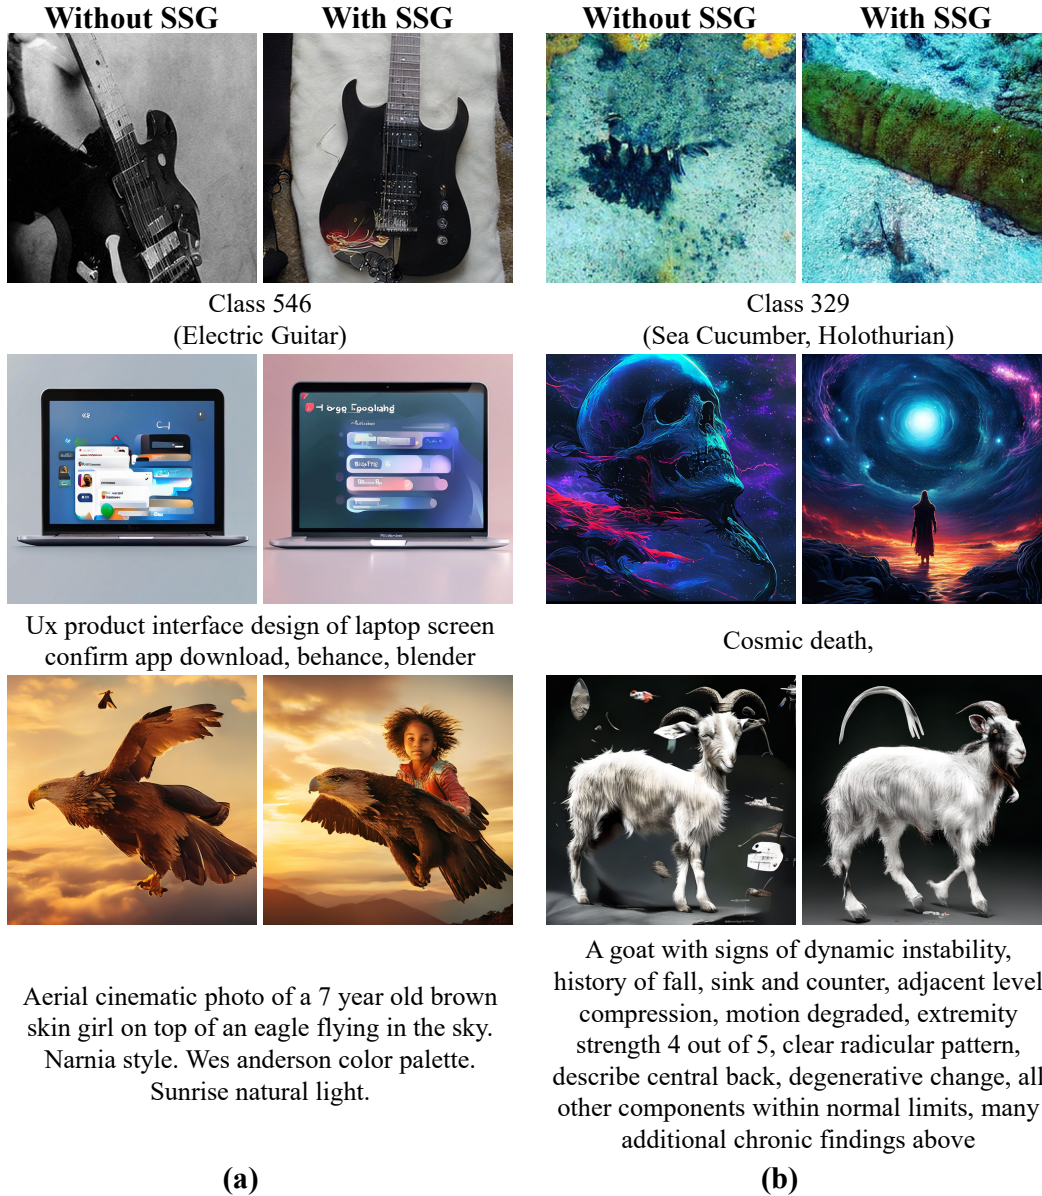 Without SSG
With SSG
Class 546
(Electric Guitar)
Ux product interface design of laptop screen
confirm app download, behance, blender
Aerial cinematic photo of a 7 year old brown
skin girl on top of an eagle flying in the sky.
Narnia style. Wes anderson color palette.
Sunrise natural light.
(a)
Without SSG
With SSG
Class 329
(Sea Cucumber, Holothurian)
Cosmic death,
A goat with signs of dynamic instability,
history of fall, sink and counter, adjacent level
compression, motion degraded, extremity
strength 4 out of 5, clear radicular pattern,
describe central back, degenerative change, all
other components within normal limits, many
additional chronic findings above
(b)